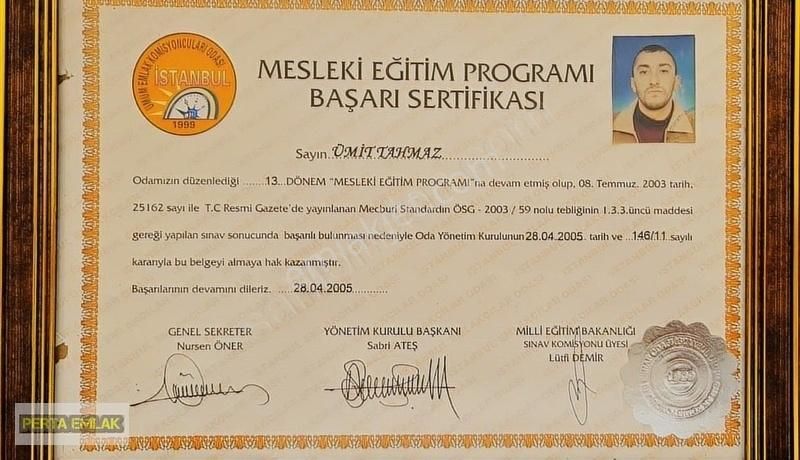 UMUM EMLAK KOMİSYONCULARI ODASI
İSTANBUL
1999
MESLEKİ EĞİTİM PROGRAMI
BAŞARI SERTİFİKASI
Sayın ÜMİT TAHMAZ
Odamızın düzenlediği .......13..DÖNEM "MESLEKİ EĞİTİM PROGRAMI"na devam etmiş olup, 08. Temmuz. 2003 tarih,
25162 sayı ile T.C Resmi Gazete'de yayınlanan Mecburi Standardın ÖSG - 2003 / 59 nolu tebliğinin 1.3.3.üncü maddesi
gereği yapılan sınav sonucunda başarılı bulunması nedeniyle Oda Yönetim Kurulunun 28.04.2005. tarih ve ..146/11 sayılı
kararıyla bu belgeyi almaya hak kazanmıştır.
Başarılarının devamını dileriz. .....28.04.2005............
GENEL SEKRETER
Nursen ÖNER
YÖNETİM KURULU BAŞKANI
Sabri ATEŞ
MİLLİ EĞİTİM BAKANLIĞI
SINAV KOMİSYONU ÜYESİ
Lütfi DEMİR
PERTA EMLAK